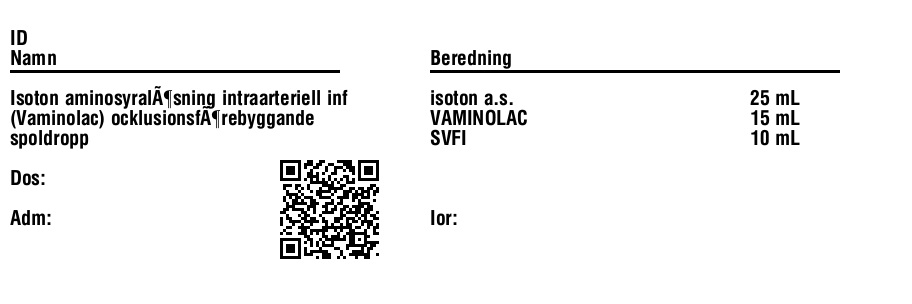 ID
Namn
Isoton aminosyralÃ¶sning intraarteriell inf
(Vaminolac) ocklusionsfÃ¶rebyggande
spoldropp
Dos:
Adm:
Beredning
isoton a.s. 25 mL
VAMINOLAC 15 mL
SVFI 10 mL
Ior: